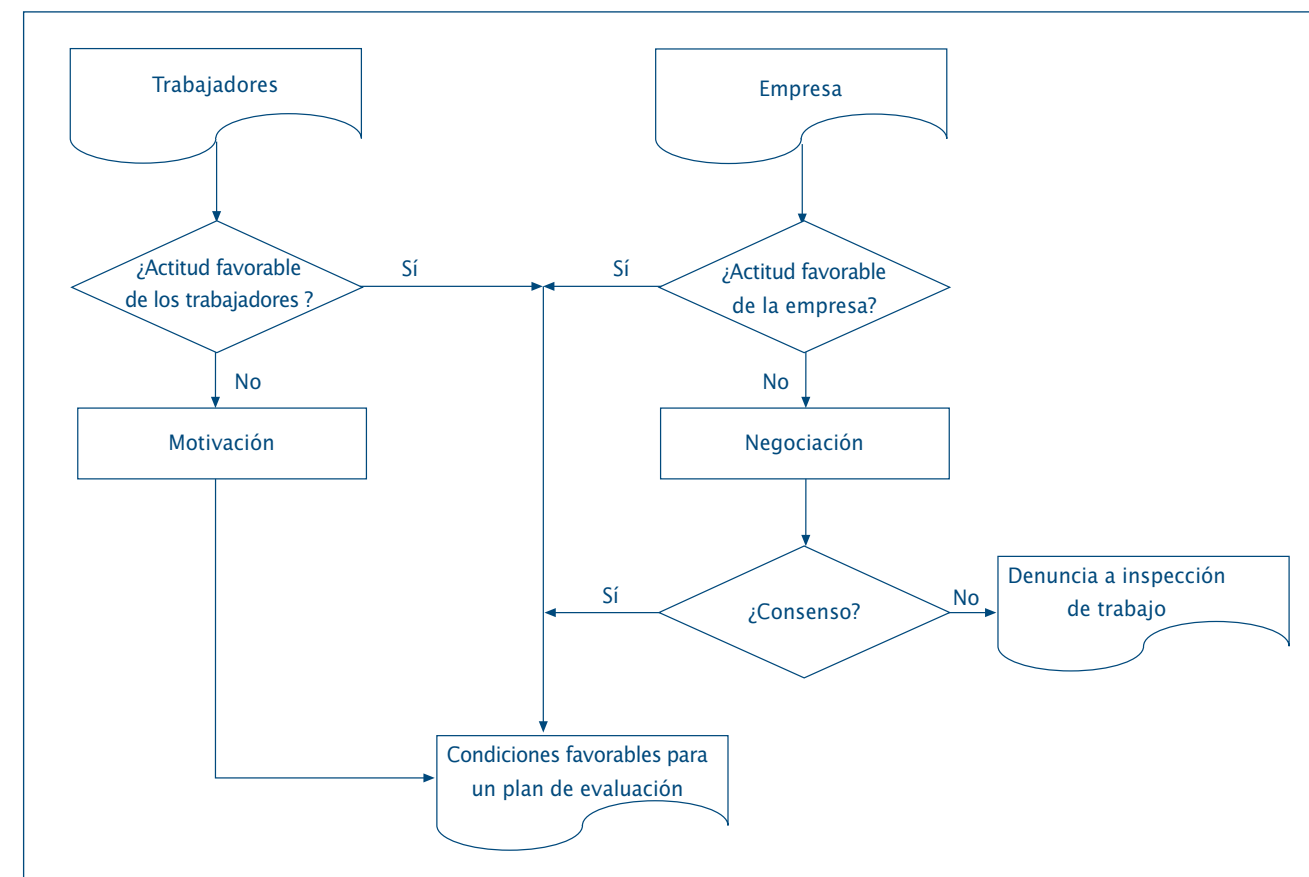 Trabajadores
Empresa
¿Actitud favorable
de los trabajadores ?
Sí
Sí
¿Actitud favorable
de la empresa?
No
No
Motivación
Negociación
Sí
¿Consenso?
No
Denuncia a inspección
de trabajo
Condiciones favorables para
un plan de evaluación